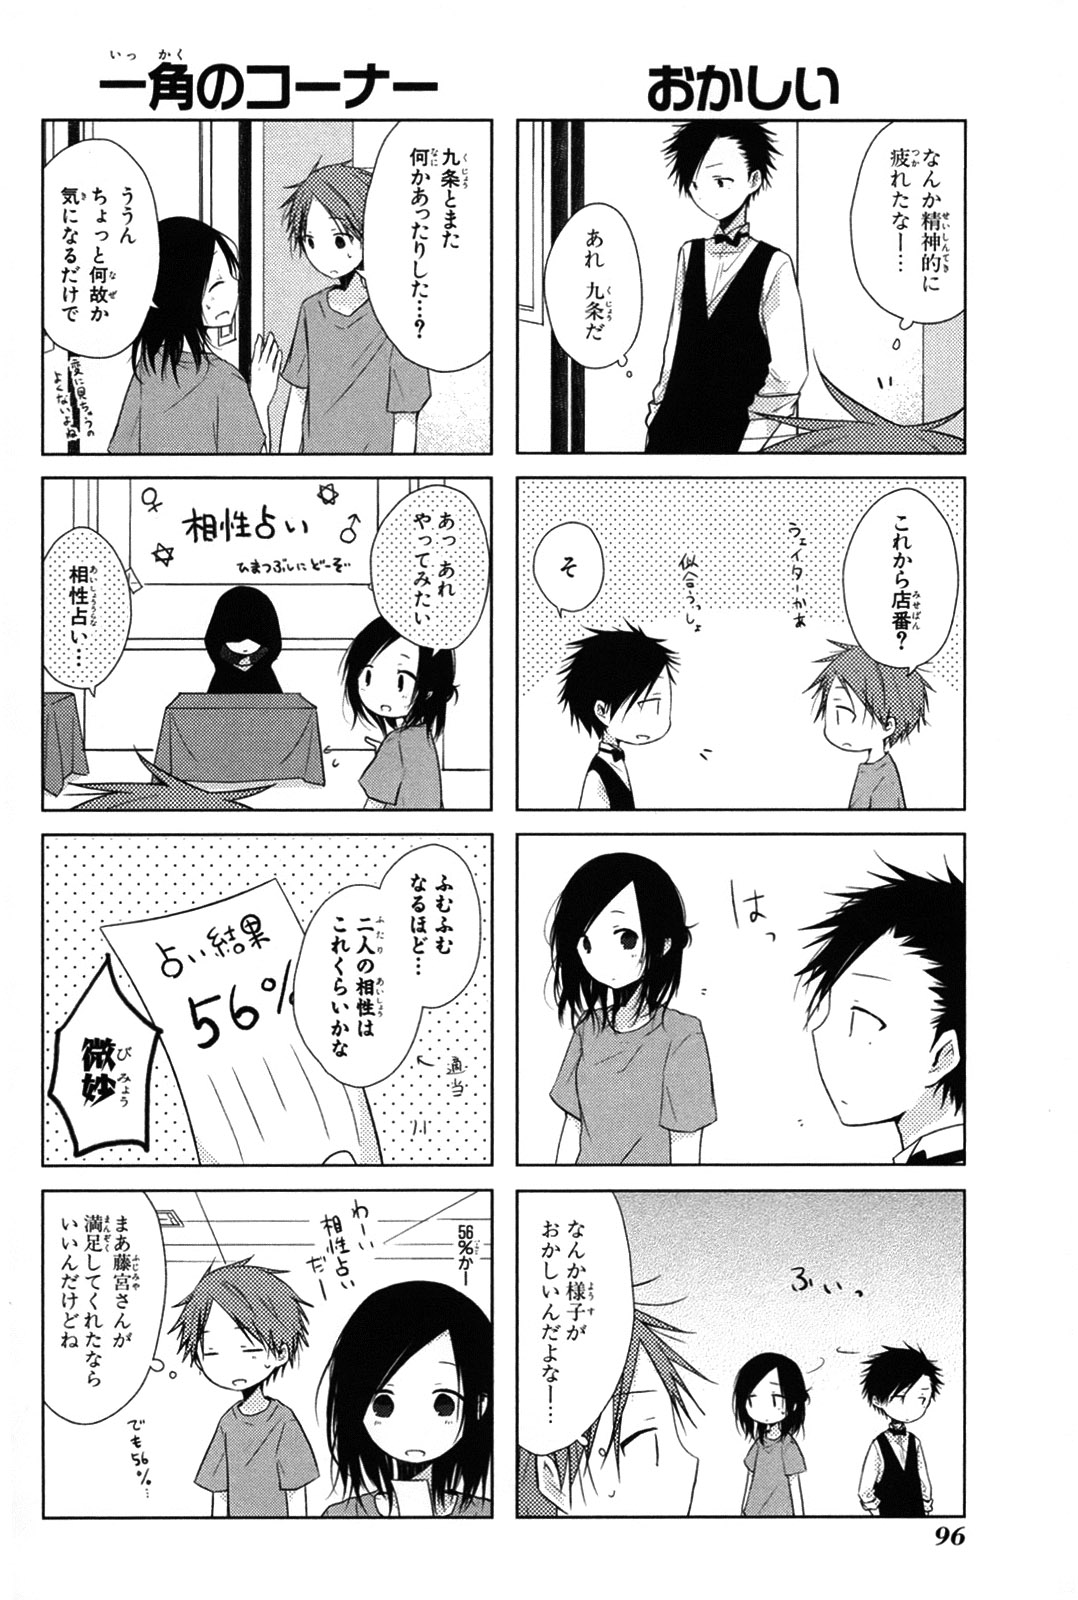 おかしい
なんか精神的に
疲れたなー…
あれ 九条だ
これから店番？
ウェイターかあ
似合うっしょ
そ
はっ
ふいっ
なんか様子が
おかしいんだよな―…
一角のコーナー
九条とまた
何かあったりした…？
ううん
ちょっと何故か
気になるだけで
変に見ちゃうの
よくないよね
あっ あれ
やってみたい
相性占い
ひまつぶしにどーぞ
相性占い…
ふむふむ
なるほど…
二人の相性は
これくらいかな
適当
占い結果
56%
微妙
56%かー
わーい
相性占い
だー
まあ藤宮さんが
満足してくれたなら
いいんだけどね
でも56%…
96